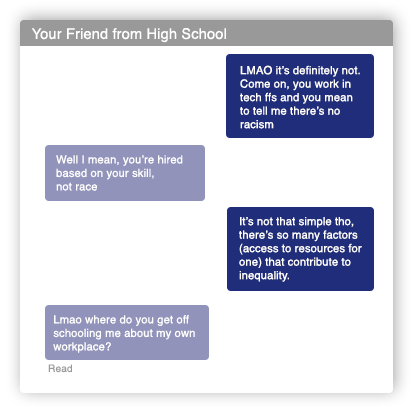 Your Friend from High School
LMAO it's definitely not.
Come on, you work in
tech ffs and you mean
to tell me there's no
racism
Well I mean, you're hired
based on your skill,
not race
It's not that simple tho,
there's so many factors
(access to resources for
one) that contribute to
inequality.
Lmao where do you get off
schooling me about my own
workplace?
Read